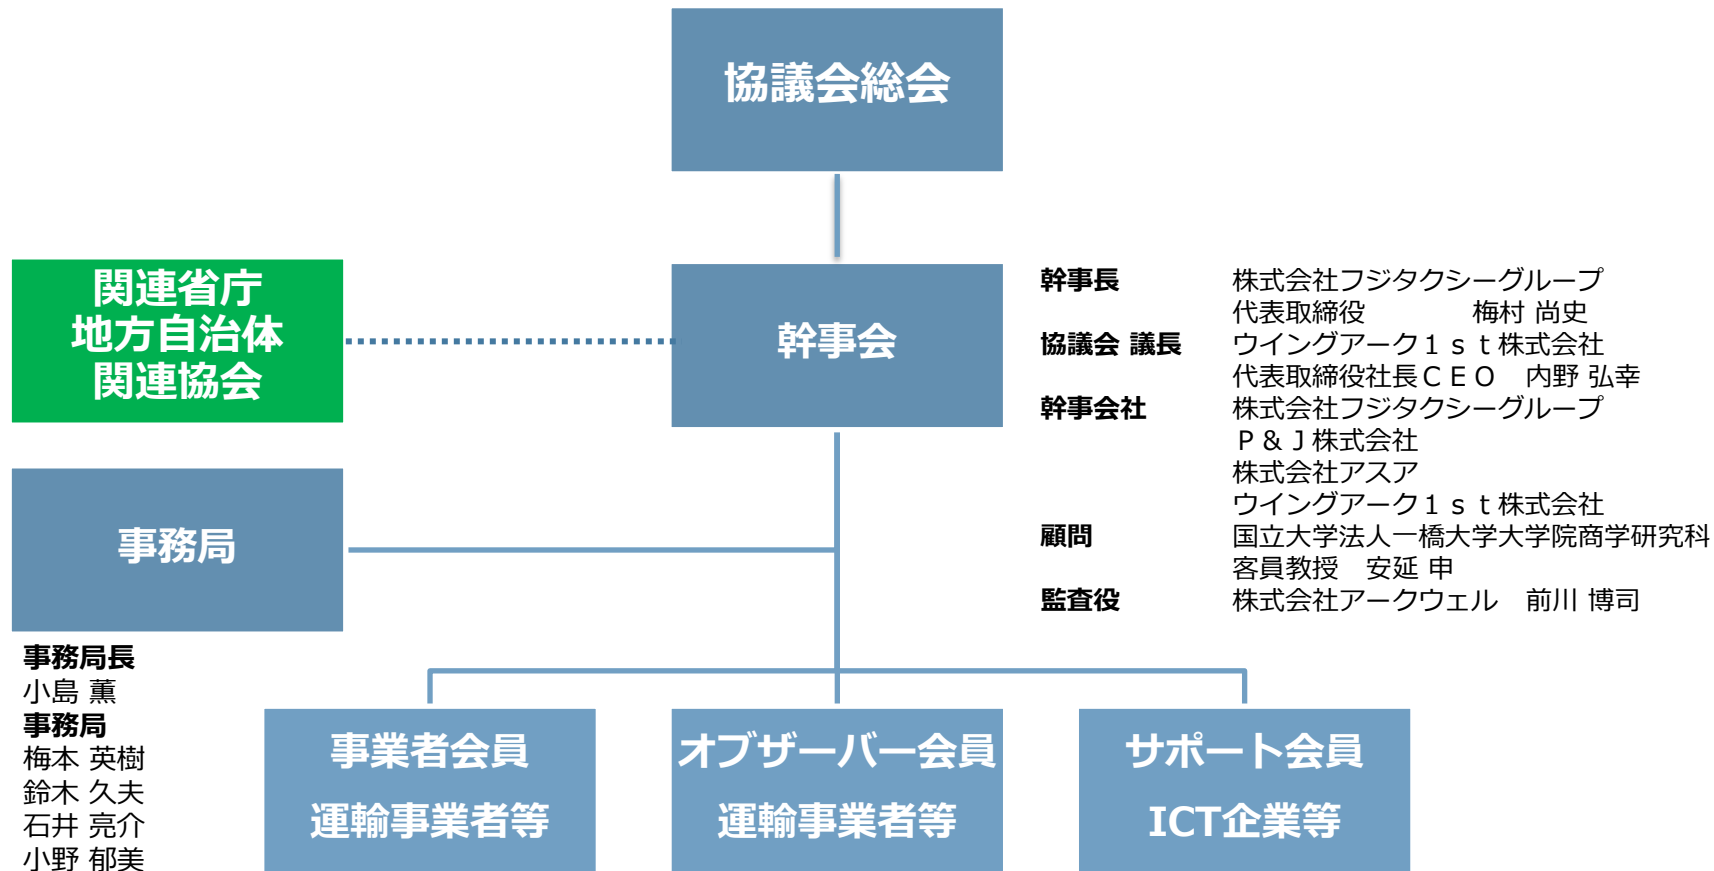 協議会総会
関連省庁
地方自治体
関連協会
幹事会
幹事長 株式会社フジタクシーグループ
代表取締役 梅村 尚史
協議会 議長 ウイングアーク１ｓｔ株式会社
代表取締役社長ＣＥＯ 内野 弘幸
幹事会社 株式会社フジタクシーグループ
Ｐ＆Ｊ株式会社
株式会社アスア
ウイングアーク１ｓｔ株式会社
顧問 国立大学法人一橋大学大学院商学研究科
客員教授 安延 申
監査役 株式会社アークウェル 前川 博司
事務局
事務局長
小島 薫
事務局
梅本 英樹
鈴木 久夫
石井 亮介
小野 郁美
事業者会員
運輸事業者等
オブザーバー会員
運輸事業者等
サポート会員
ICT企業等